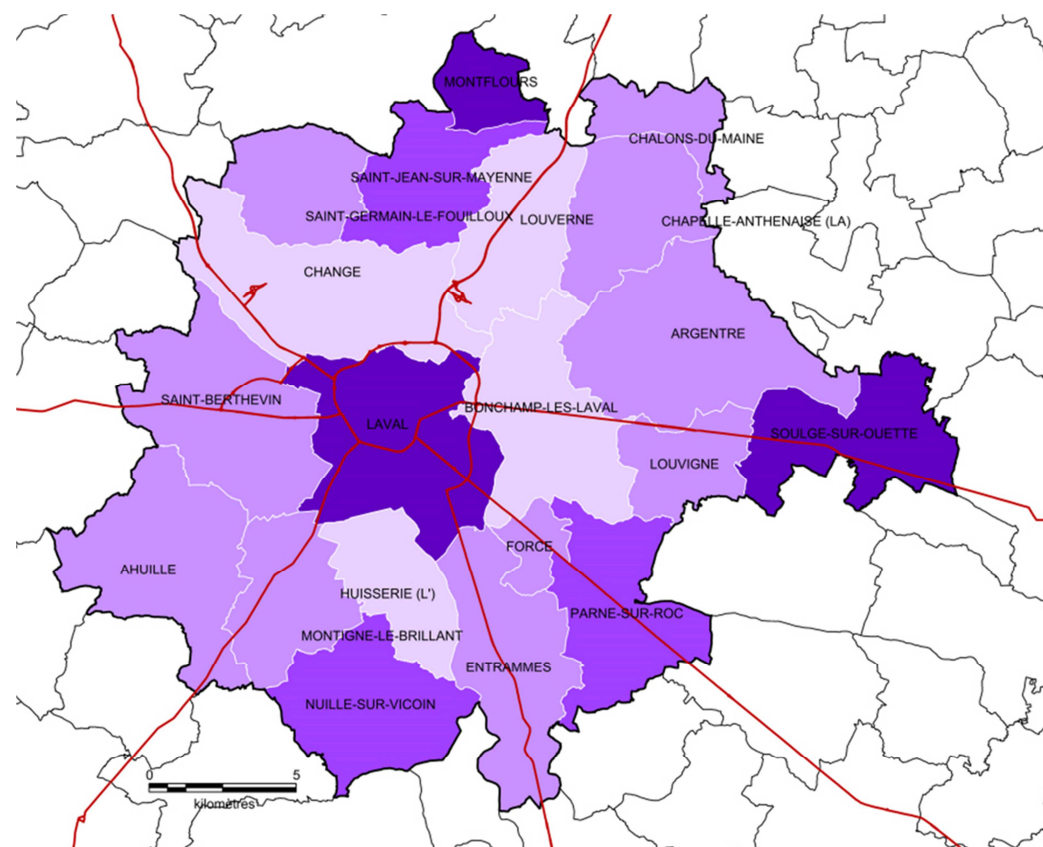 MONTFLOURS
CHALONS-DU-MAINE
SAINT-JEAN-SUR-MAYENNE
SAINT-GERMAIN-LE-FOUILLOUX
LOUVERNE
CHAPELLE-ANTHENAISE (LA)
CHANGE
ARGENTRE
SAINT-BERTHEVIN
BONCHAMP-LES-LAVAL
LAVAL
SOULGE-SUR-OUETTE
LOUVIGNE
FORCE
AHUILLE
HUISSERIE (L')
PARNE-SUR-ROC
MONTIGNE-LE-BRILLANT
ENTRAMMES
NUILLE-SUR-VICOIN
0 5
kilomètres